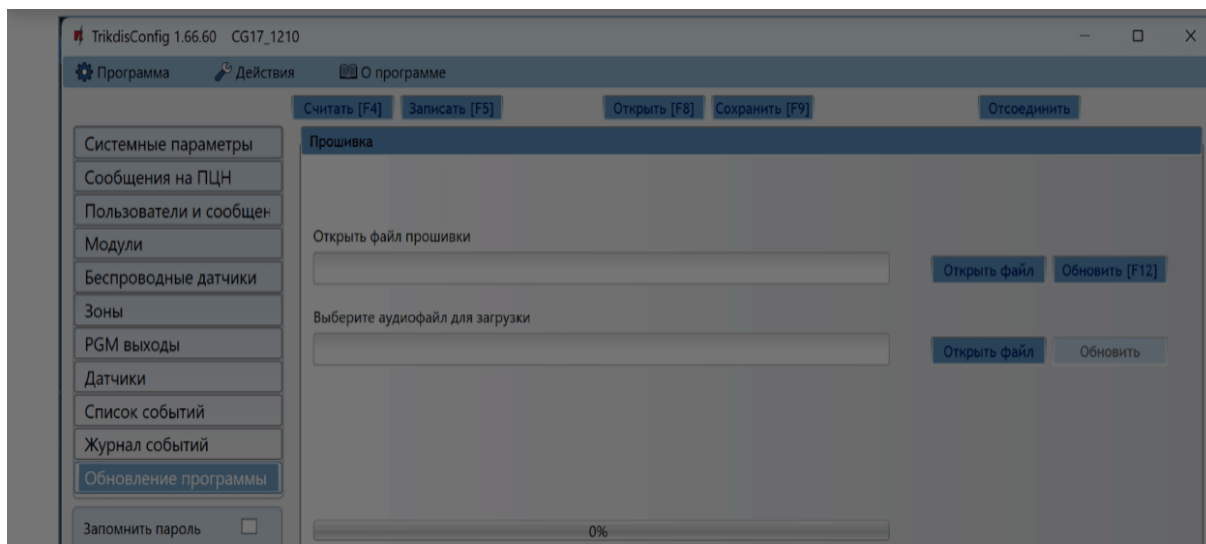 TrikdisConfig 1.66.60 CG17_1210
Программа Действия О программе
Считать [F4] Записать [F5] Открыть [F8] Сохранить [F9] Отсоединить
Системные параметры
Сообщения на ПЦН
Пользователи и сообщен
Модули
Беспроводные датчики
Зоны
PGM выходы
Датчики
Список событий
Журнал событий
Обновление программы
Запомнить пароль
Прошивка
Открыть файл прошивки
Открыть файл Обновить [F12]
Выберите аудиофайл для загрузки
Открыть файл Обновить
0%